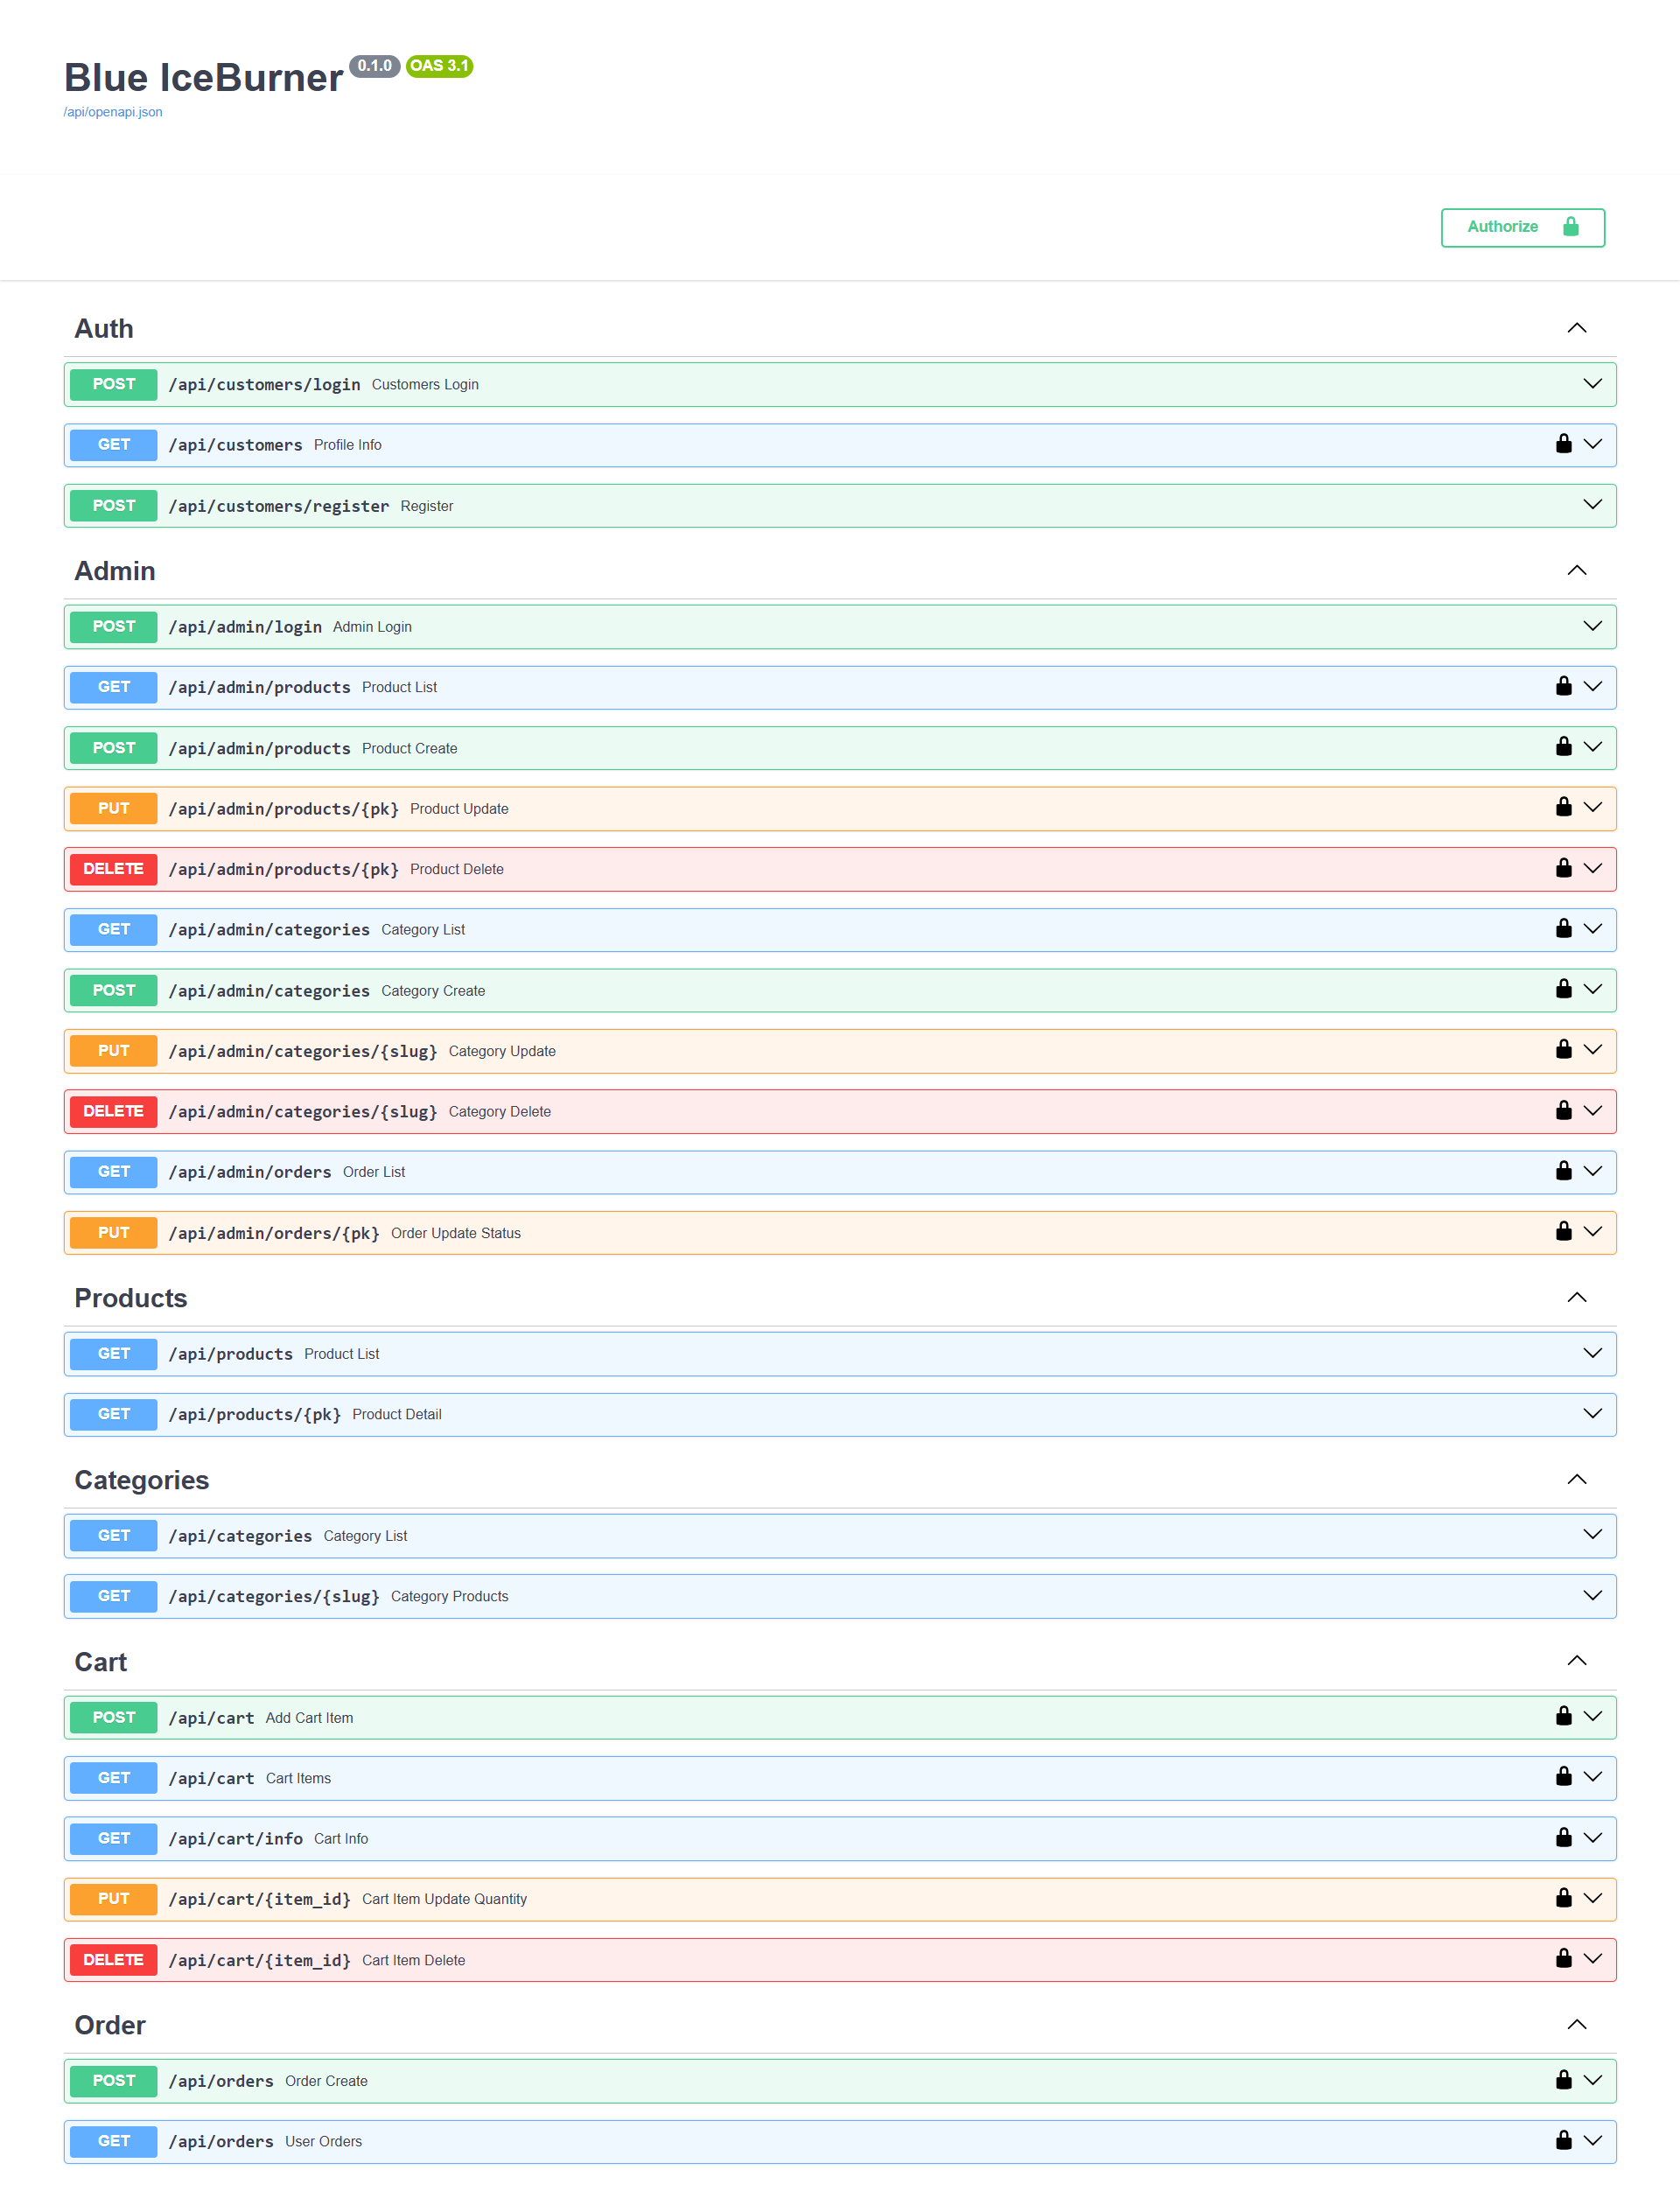 Blue IceBurner 0.1.0 OAS 3.1
/api/openapi.json
Authorize
Auth
POST /api/customers/login Customers Login
GET /api/customers Profile Info
POST /api/customers/register Register
Admin
POST /api/admin/login Admin Login
GET /api/admin/products Product List
POST /api/admin/products Product Create
PUT /api/admin/products/{pk} Product Update
DELETE /api/admin/products/{pk} Product Delete
GET /api/admin/categories Category List
POST /api/admin/categories Category Create
PUT /api/admin/categories/{slug} Category Update
DELETE /api/admin/categories/{slug} Category Delete
GET /api/admin/orders Order List
PUT /api/admin/orders/{pk} Order Update Status
Products
GET /api/products Product List
GET /api/products/{pk} Product Detail
Categories
GET /api/categories Category List
GET /api/categories/{slug} Category Products
Cart
POST /api/cart Add Cart Item
GET /api/cart Cart Items
GET /api/cart/info Cart Info
PUT /api/cart/{item_id} Cart Item Update Quantity
DELETE /api/cart/{item_id} Cart Item Delete
Order
POST /api/orders Order Create
GET /api/orders User Orders